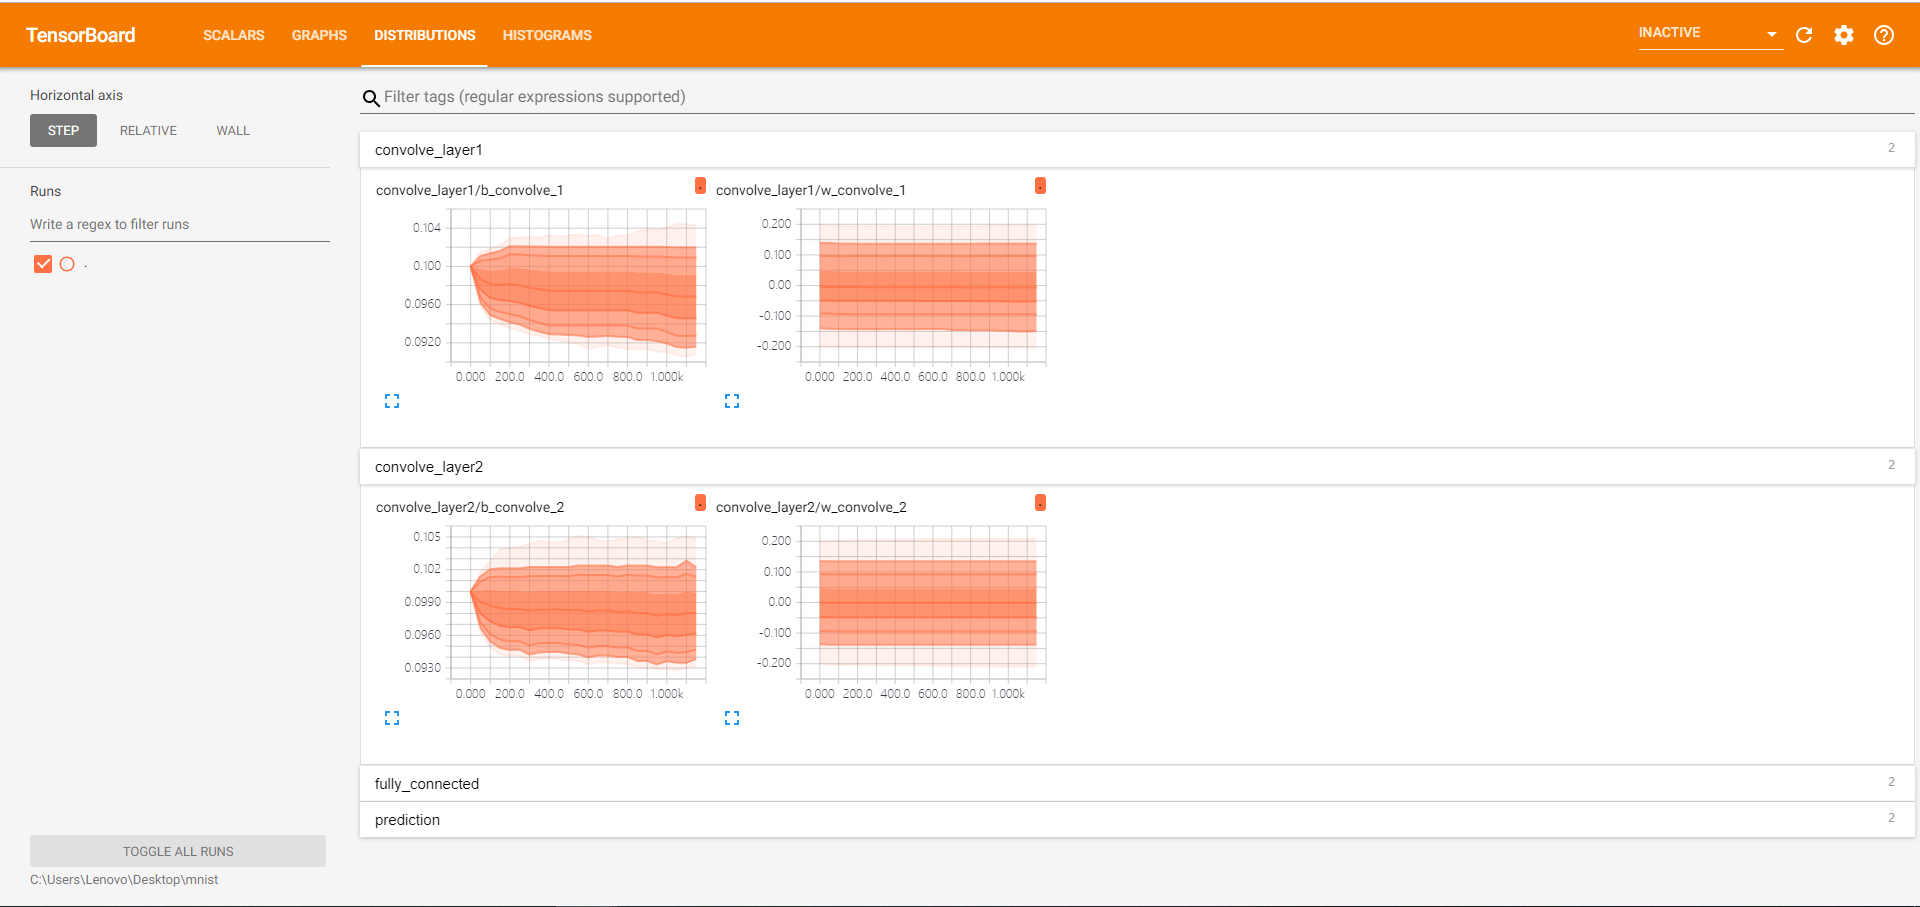 TensorBoard SCALARS GRAPHS DISTRIBUTIONS HISTOGRAMS INACTIVE
Horizontal axis
STEP RELATIVE WALL
Runs
Write a regex to filter runs
.
TOGGLE ALL RUNS
C:\Users\Lenovo\Desktop\mnist
Filter tags (regular expressions supported)
convolve_layer1 2
convolve_layer1/b_convolve_1 .
0.104
0.100
0.0960
0.0920
0.000 200.0 400.0 600.0 800.0 1.000k
convolve_layer1/w_convolve_1 .
0.200
0.100
0.00
-0.100
-0.200
0.000 200.0 400.0 600.0 800.0 1.000k
convolve_layer2 2
convolve_layer2/b_convolve_2 .
0.105
0.102
0.0990
0.0960
0.0930
0.000 200.0 400.0 600.0 800.0 1.000k
convolve_layer2/w_convolve_2 .
0.200
0.100
0.00
-0.100
-0.200
0.000 200.0 400.0 600.0 800.0 1.000k
fully_connected 2
prediction 2